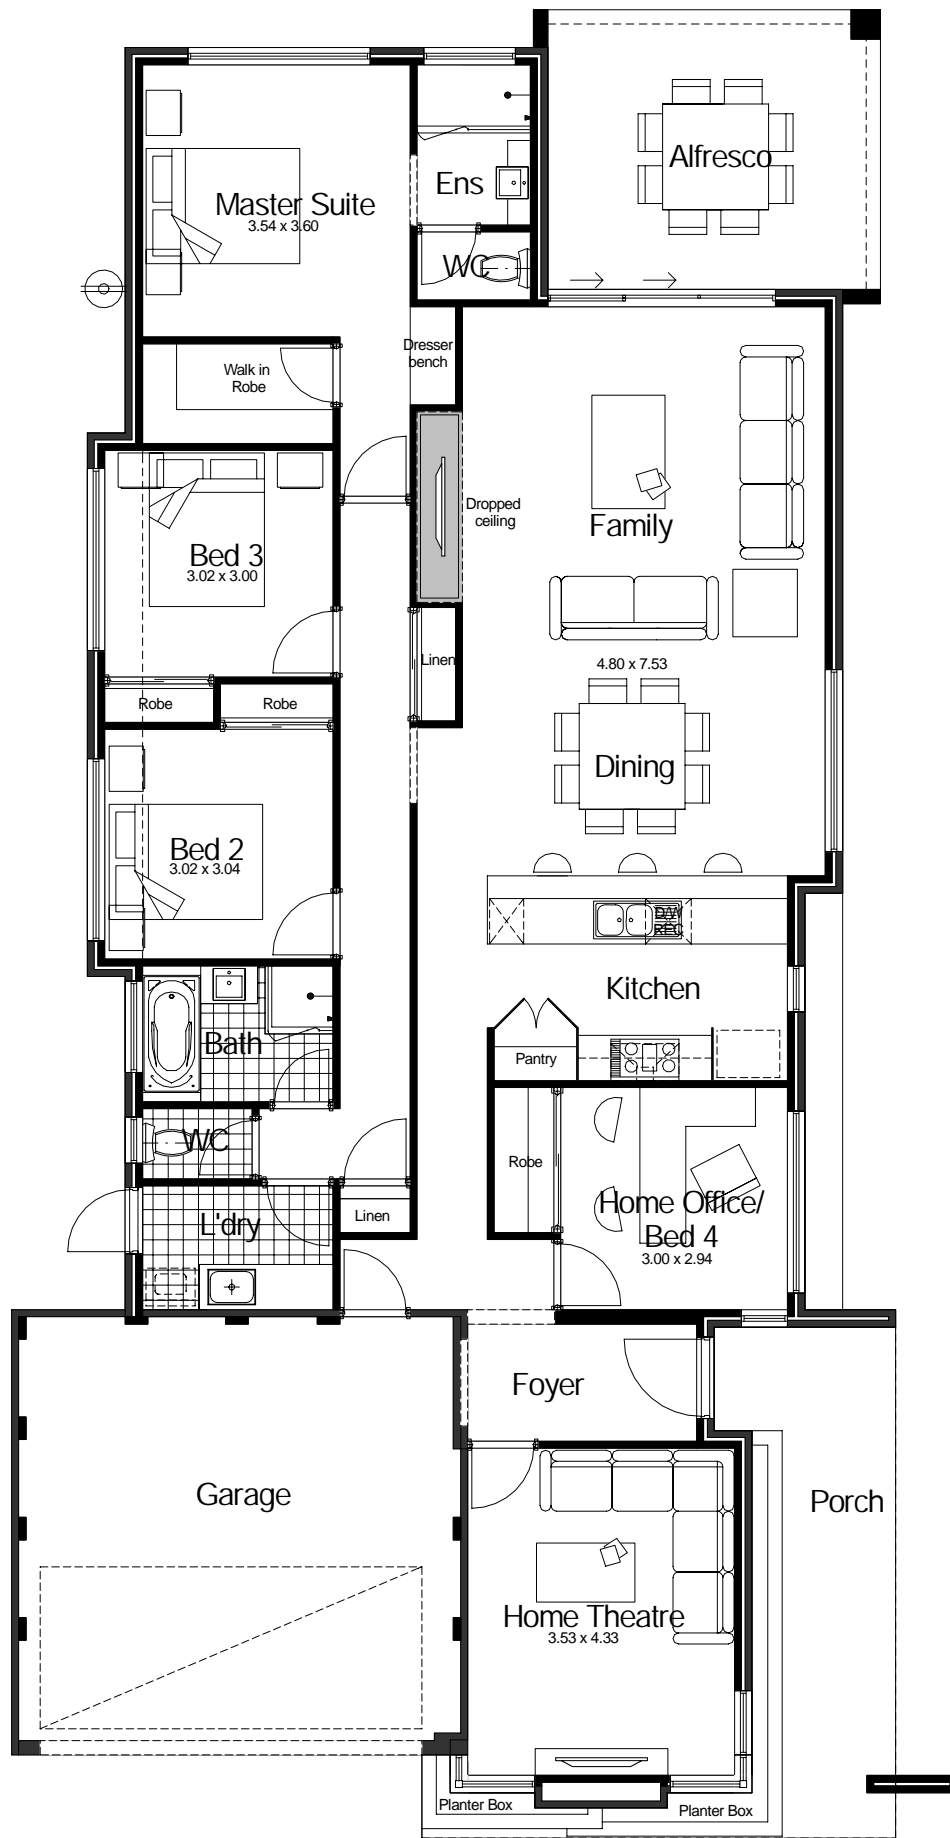 Alfresco
Ens
Master Suite
3.54 x 3.60
WC
Dresser
bench
Walk in
Robe
Dropped
ceiling
Family
Bed 3
3.02 x 3.00
Linen
4.80 x 7.53
Robe
Robe
Dining
Bed 2
3.02 x 3.04
D/W
REC
Kitchen
Bath
Pantry
WC
Robe
Home Office/
Bed 4
3.00 x 2.94
Linen
L'dry
Foyer
Garage
Porch
Home Theatre
3.53 x 4.33
Planter Box
Planter Box